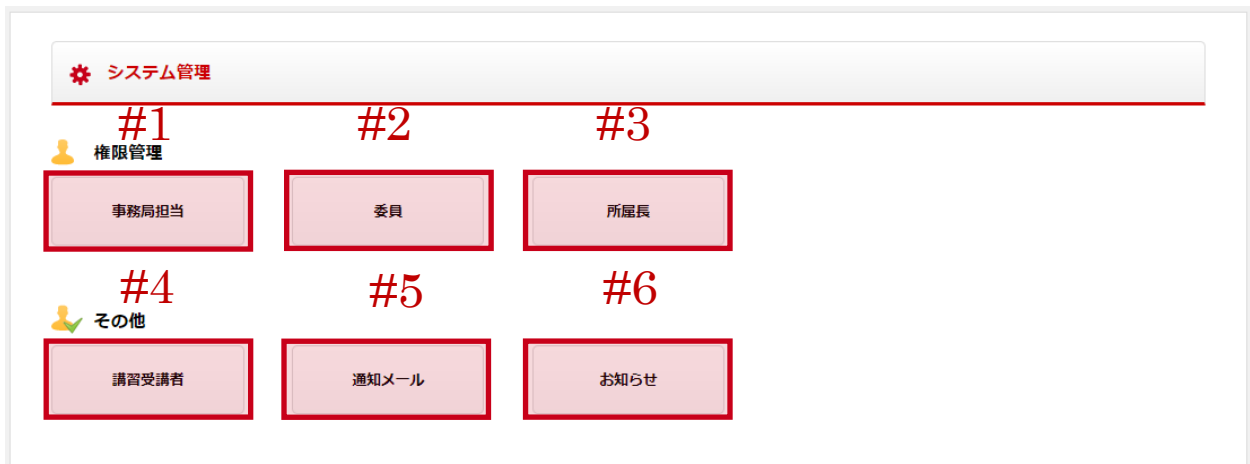 システム管理
#1 #2 #3
権限管理
事務局担当 委員 所属長
#4 #5 #6
その他
講習受講者 通知メール お知らせ